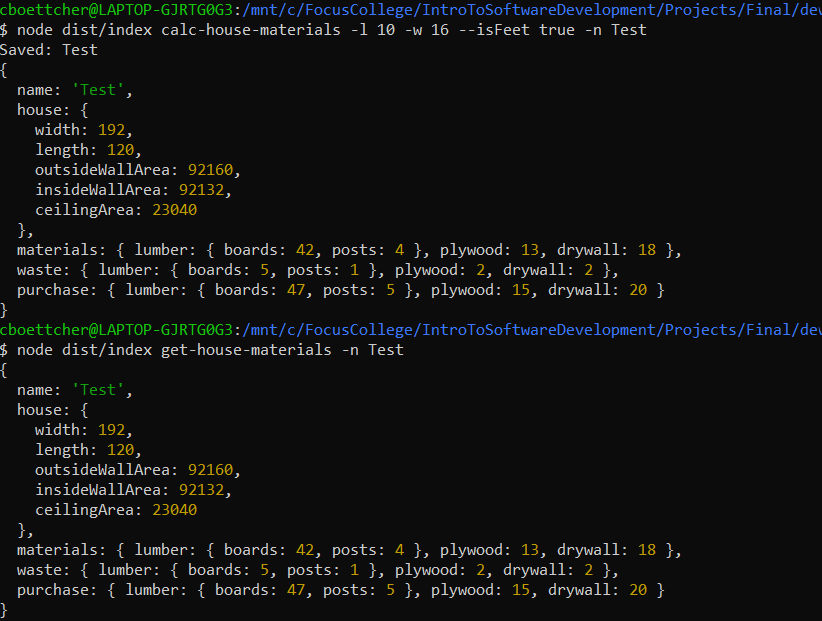 cboettcher@LAPTOP-GJRTG0G3:/mnt/c/FocusCollege/IntroToSoftwareDevelopment/Projects/Final/dev
$ node dist/index calc-house-materials -l 10 -w 16 --isFeet true -n Test
Saved: Test
{
  name: 'Test',
  house: {
    width: 192,
    length: 120,
    outsideWallArea: 92160,
    insideWallArea: 92132,
    ceilingArea: 23040
  },
  materials: { lumber: { boards: 42, posts: 4 }, plywood: 13, drywall: 18 },
  waste: { lumber: { boards: 5, posts: 1 }, plywood: 2, drywall: 2 },
  purchase: { lumber: { boards: 47, posts: 5 }, plywood: 15, drywall: 20 }
}
cboettcher@LAPTOP-GJRTG0G3:/mnt/c/FocusCollege/IntroToSoftwareDevelopment/Projects/Final/dev
$ node dist/index get-house-materials -n Test
{
  name: 'Test',
  house: {
    width: 192,
    length: 120,
    outsideWallArea: 92160,
    insideWallArea: 92132,
    ceilingArea: 23040
  },
  materials: { lumber: { boards: 42, posts: 4 }, plywood: 13, drywall: 18 },
  waste: { lumber: { boards: 5, posts: 1 }, plywood: 2, drywall: 2 },
  purchase: { lumber: { boards: 47, posts: 5 }, plywood: 15, drywall: 20 }
}